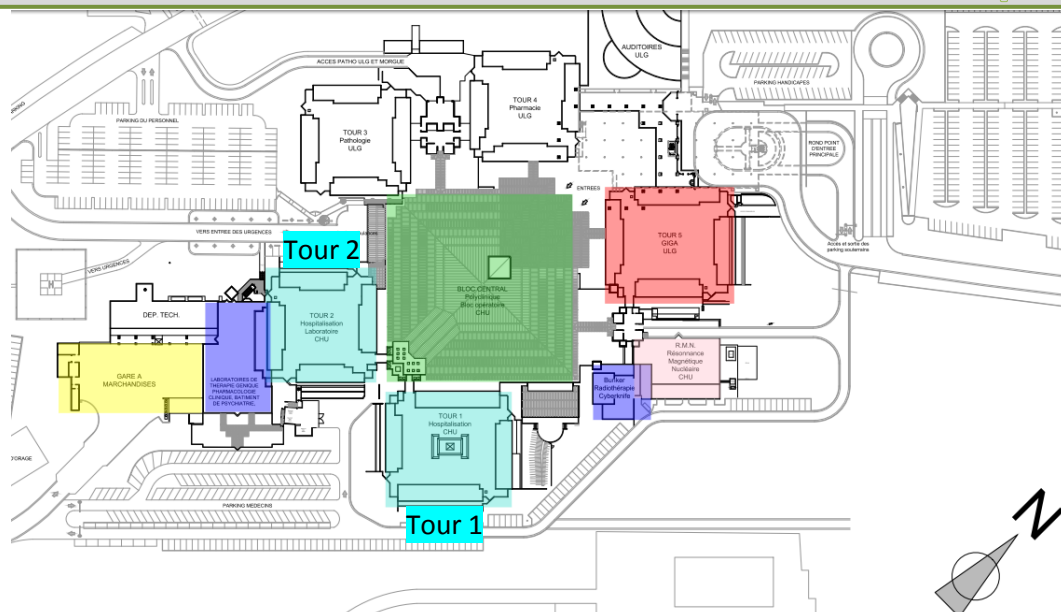 AUDITOIRES
ULG
ACCES PATHO ULG ET MORGUE
PARKING HANDICAPES
PARKING
TOUR 4
Pharmacie
ULG
PARKING DU PERSONNEL
TOUR 3
Pathologie
ULG
ROND POINT
D'ENTREE
PRINCIPALE
ENTREES
VERS ENTREE DES URGENCES
TOUR 5
GIGA
ULG
Accès et sortie des
parking souterrains
Tour 2
VERS URGENCES
BLOC CENTRAL
Polyclinique
Bloc opératoire
CHU
DEP. TECH.
TOUR 2
Hospitalisation
Laboratoire
CHU
R.M.N.
Résonnance
Magnétique
Nucléaire
CHU
GARE A
MARCHANDISES
LABORATOIRES DE
THERAPIE GENIQUE
PHARMACOLOGIE
CLINIQUE, BATIMENT
DE PSYCHIATRIE.
Bunker
Radiothérapie
Cyberknife
TOUR 1
Hospitalisation
CHU
D'ORAGE
PARKING MEDECINS
Tour 1
N